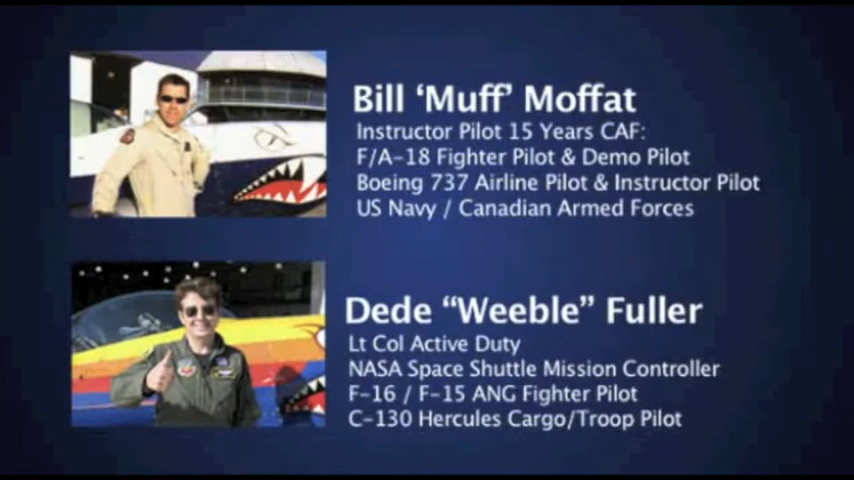 Bill ‘Muff’ Moffat
Instructor Pilot 15 Years CAF:
F/A-18 Fighter Pilot & Demo Pilot
Boeing 737 Airline Pilot & Instructor Pilot
US Navy / Canadian Armed Forces
Dede “Weeble” Fuller
Lt Col Active Duty
NASA Space Shuttle Mission Controller
F-16 / F-15 ANG Fighter Pilot
C-130 Hercules Cargo/Troop Pilot